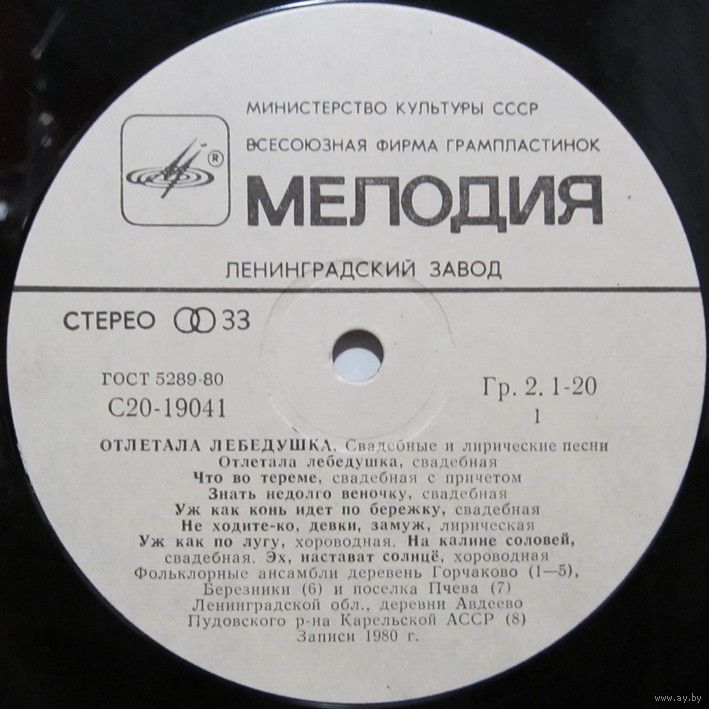 МИНИСТЕРСТВО КУЛЬТУРЫ СССР
ВСЕСОЮЗНАЯ ФИРМА ГРАМПЛАСТИНОК
®
МЕЛОДИЯ
ЛЕНИНГРАДСКИЙ ЗАВОД
СТЕРЕО 33
ГОСТ 5289-80
Гр. 2. 1-20
С20-19041
1
ОТЛЕТАЛА ЛЕБЕДУШКА. Свадебные и лирические песни
Отлетала лебедушка, свадебная
Что во тереме, свадебная с причетом
Знать недолго веночку, свадебная
Уж как конь идет по бережку, свадебная
Не ходите-ко, девки, замуж, лирическая
Уж как по лугу, хороводная. На калине соловей,
свадебная. Эх, настават солнцё, хороводная
Фольклорные ансамбли деревень Горчаково (1—5),
Березники (6) и поселка Пчева (7)
Ленинградской обл., деревни Авдеево
Пудовского р-на Карельской АССР (8)
Записи 1980 г.
www.ay.by